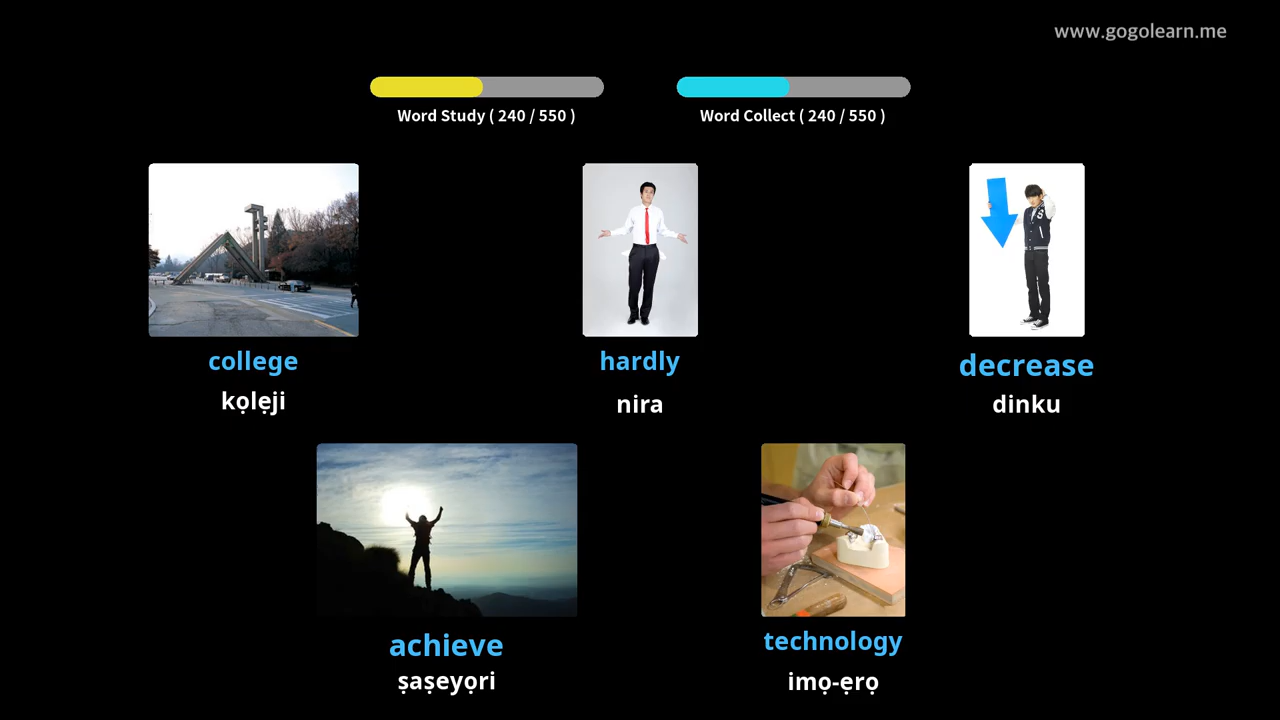 www.gogolearn.me
Word Study ( 240 / 550 )
Word Collect ( 240 / 550 )
college
kọlẹji
hardly
nira
decrease
dinku
achieve
ṣaṣeyọri
technology
imọ-ẹrọ